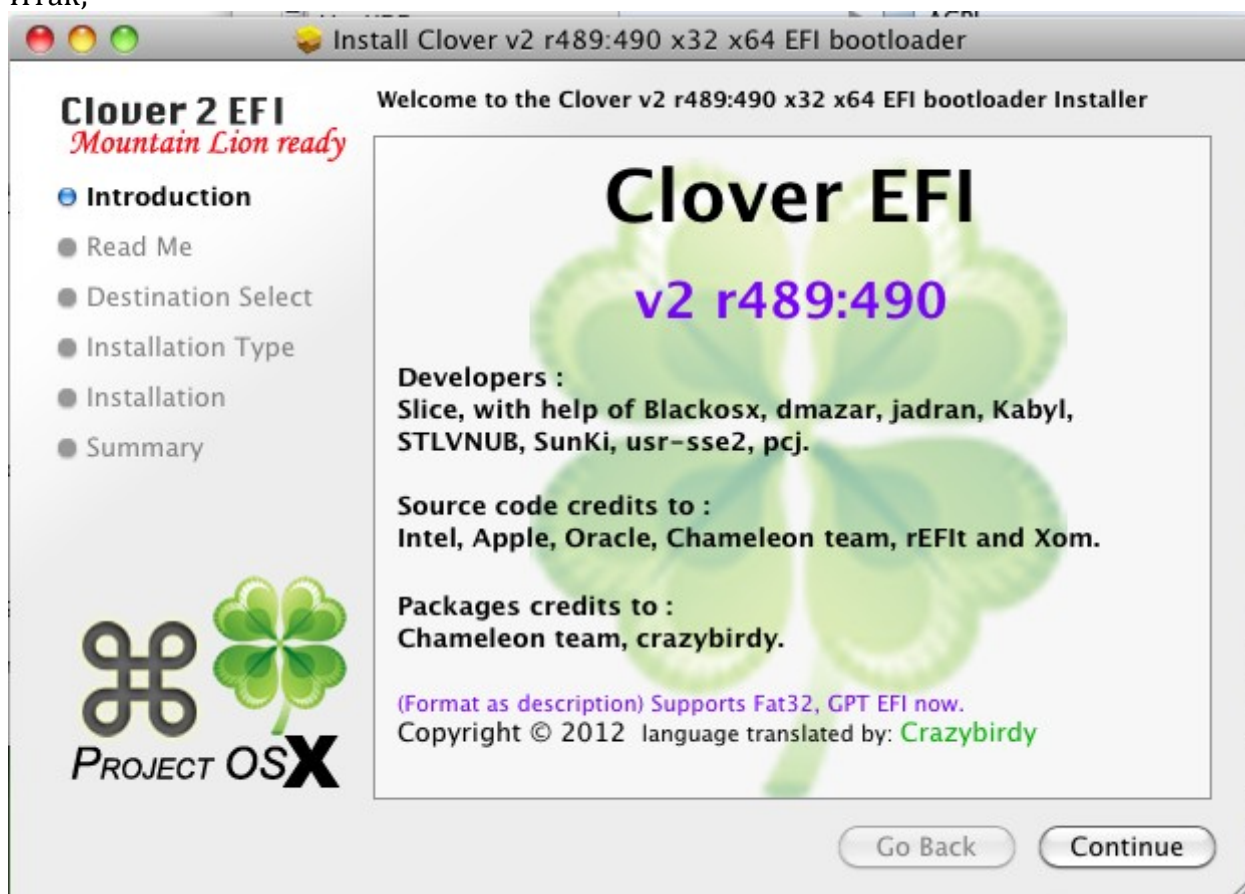 Итак,
Install Clover v2 r489:490 x32 x64 EFI bootloader
Clover 2 EFI
Mountain Lion ready
Introduction
Read Me
Destination Select
Installation Type
Installation
Summary
PROJECT OSX
Welcome to the Clover v2 r489:490 x32 x64 EFI bootloader Installer
Clover EFI
v2 r489:490
Developers :
Slice, with help of Blackosx, dmazar, jadran, Kabyl,
STLVNUB, SunKi, usr-sse2, pcj.
Source code credits to :
Intel, Apple, Oracle, Chameleon team, rEFIt and Xom.
Packages credits to :
Chameleon team, crazybirdy.
(Format as description) Supports Fat32, GPT EFI now.
Copyright © 2012 language translated by: Crazybirdy
Go Back
Continue